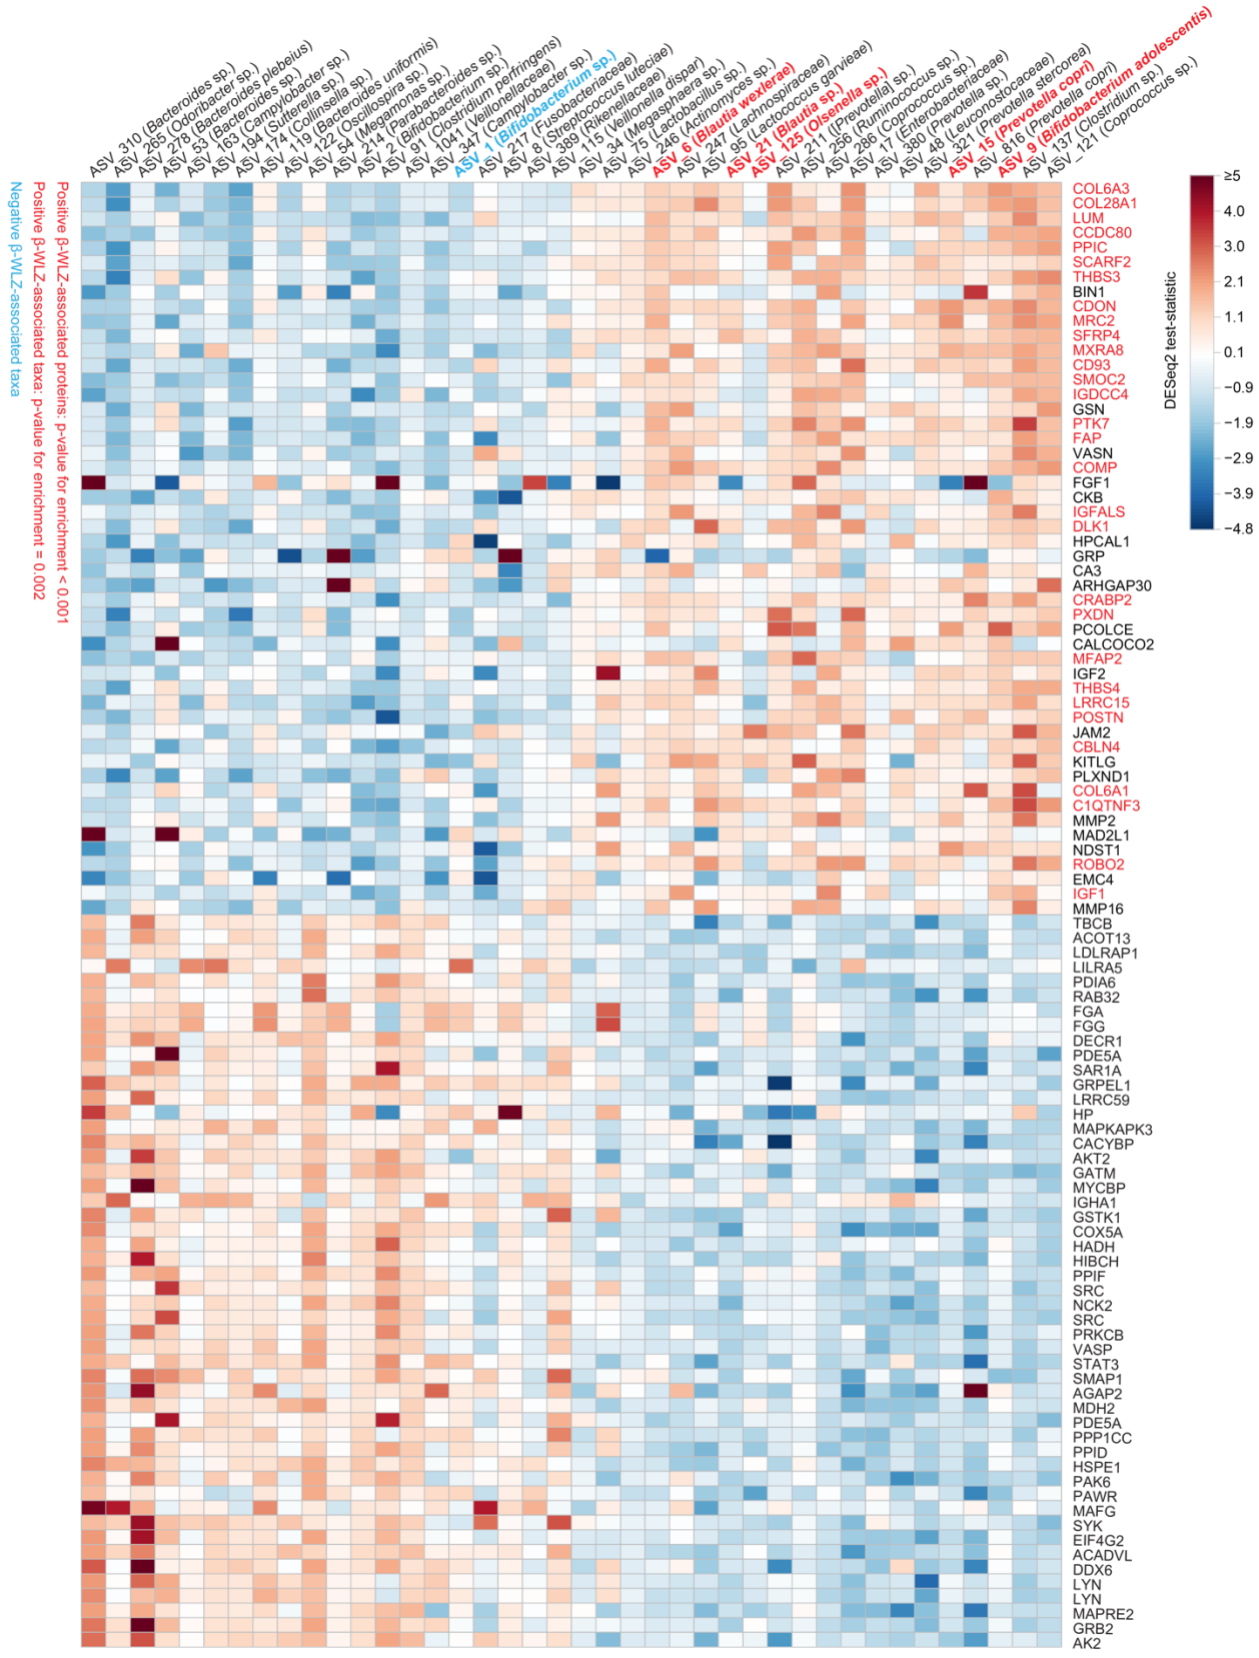 ASV_310 (Bacteroides sp.)
ASV_265 (Odoribacter sp.)
ASV_278 (Bacteroides plebeius)
ASV_53 (Bacteroides sp.)
ASV_163 (Campylobacter sp.)
ASV_194 (Sutterella sp.)
ASV_174 (Collinsella sp.)
ASV_119 (Bacteroides uniformis)
ASV_122 (Oscillospira sp.)
ASV_54 (Megamonas sp.)
ASV_214 (Parabacteroides sp.)
ASV_2 (Bifidobacterium sp.)
ASV_91 (Clostridium perfringens)
ASV_1041 (Veillonellaceae)
ASV_347 (Campylobacter sp.)
ASV_1 (Bifidobacterium sp.)
ASV_217 (Fusobacteriaceae)
ASV_8 (Streptococcus luteciae)
ASV_389 (Rikenellaceae)
ASV_115 (Veillonella dispar)
ASV_34 (Megasphaera sp.)
ASV_75 (Lactobacillus sp.)
ASV_246 (Actinomyces sp.)
ASV_6 (Blautia wexlerae)
ASV_247 (Lachnospiraceae)
ASV_95 (Lactococcus garvieae)
ASV_21 (Blautia sp.)
ASV_125 (Olsenella sp.)
ASV_211 ([Prevotella] sp.)
ASV_256 (Ruminococcus sp.)
ASV_286 (Coprococcus sp.)
ASV_17 (Enterobacteriaceae)
ASV_380 (Prevotella sp.)
ASV_48 (Leuconostocaceae)
ASV_321 (Prevotella stercorea)
ASV_15 (Prevotella copri)
ASV_816 (Prevotella copri)
ASV_9 (Bifidobacterium adolescentis)
ASV_137 (Clostridium sp.)
ASV_121 (Coprococcus sp.)
Positive β-WLZ-associated proteins: p-value for enrichment < 0.001
Positive β-WLZ-associated taxa: p-value for enrichment = 0.002
Negative β-WLZ-associated taxa
COL6A3
COL28A1
LUM
CCDC80
PPIC
SCARF2
THBS3
BIN1
CDON
MRC2
SFRP4
MXRA8
CD93
SMOC2
IGDCC4
GSN
PTK7
FAP
VASN
COMP
FGF1
CKB
IGFALS
DLK1
HPCAL1
GRP
CA3
ARHGAP30
CRABP2
PXDN
PCOLCE
CALCOCO2
MFAP2
IGF2
THBS4
LRRC15
POSTN
JAM2
CBLN4
KITLG
PLXND1
COL6A1
C1QTNF3
MMP2
MAD2L1
NDST1
ROBO2
EMC4
IGF1
MMP16
TBCB
ACOT13
LDLRAP1
LILRA5
PDIA6
RAB32
FGA
FGG
DECR1
PDE5A
SAR1A
GRPEL1
LRRC59
HP
MAPKAPK3
CACYBP
AKT2
GATM
MYCBP
IGHA1
GSTK1
COX5A
HADH
HIBCH
PPIF
SRC
NCK2
SRC
PRKCB
VASP
STAT3
SMAP1
AGAP2
MDH2
PDE5A
PPP1CC
PPID
HSPE1
PAK6
PAWR
MAFG
SYK
EIF4G2
ACADVL
DDX6
LYN
LYN
MAPRE2
GRB2
AK2
DESeq2 test-statistic
≥5
4.0
3.0
2.1
1.1
0.1
−0.9
−1.9
−2.9
−3.9
−4.8